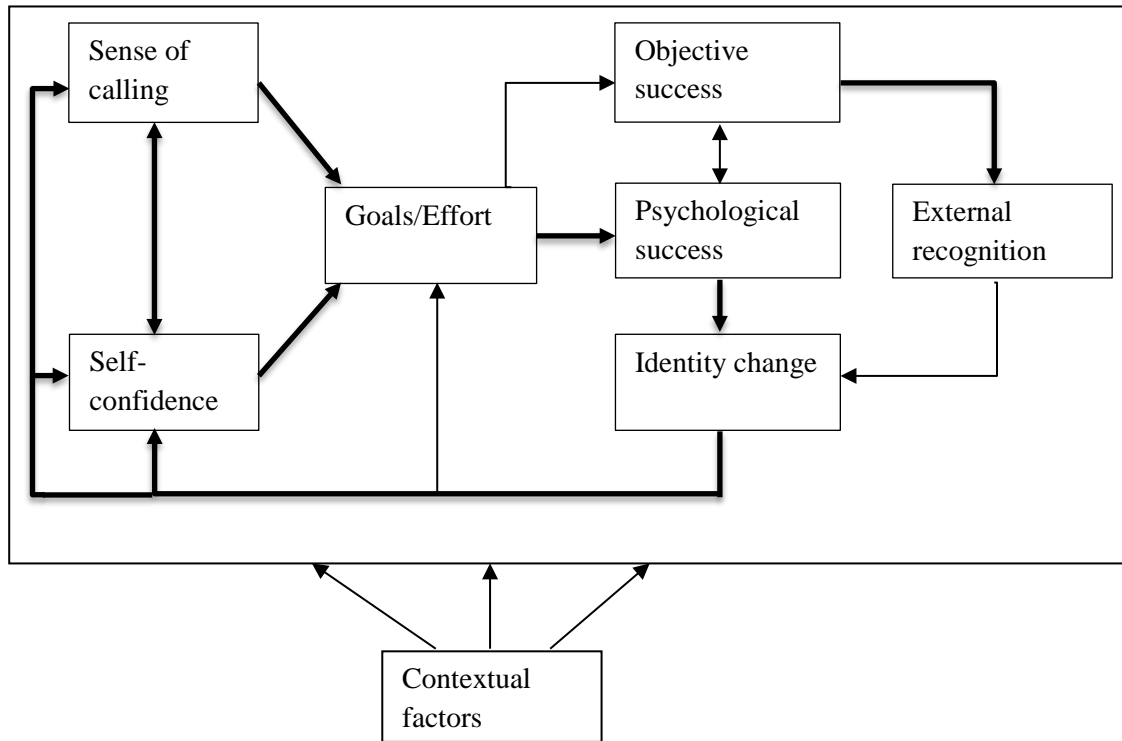 Sense of
calling
Objective
success
Goals/Effort
Psychological
success
External
recognition
Self-
confidence
Identity change
Contextual
factors